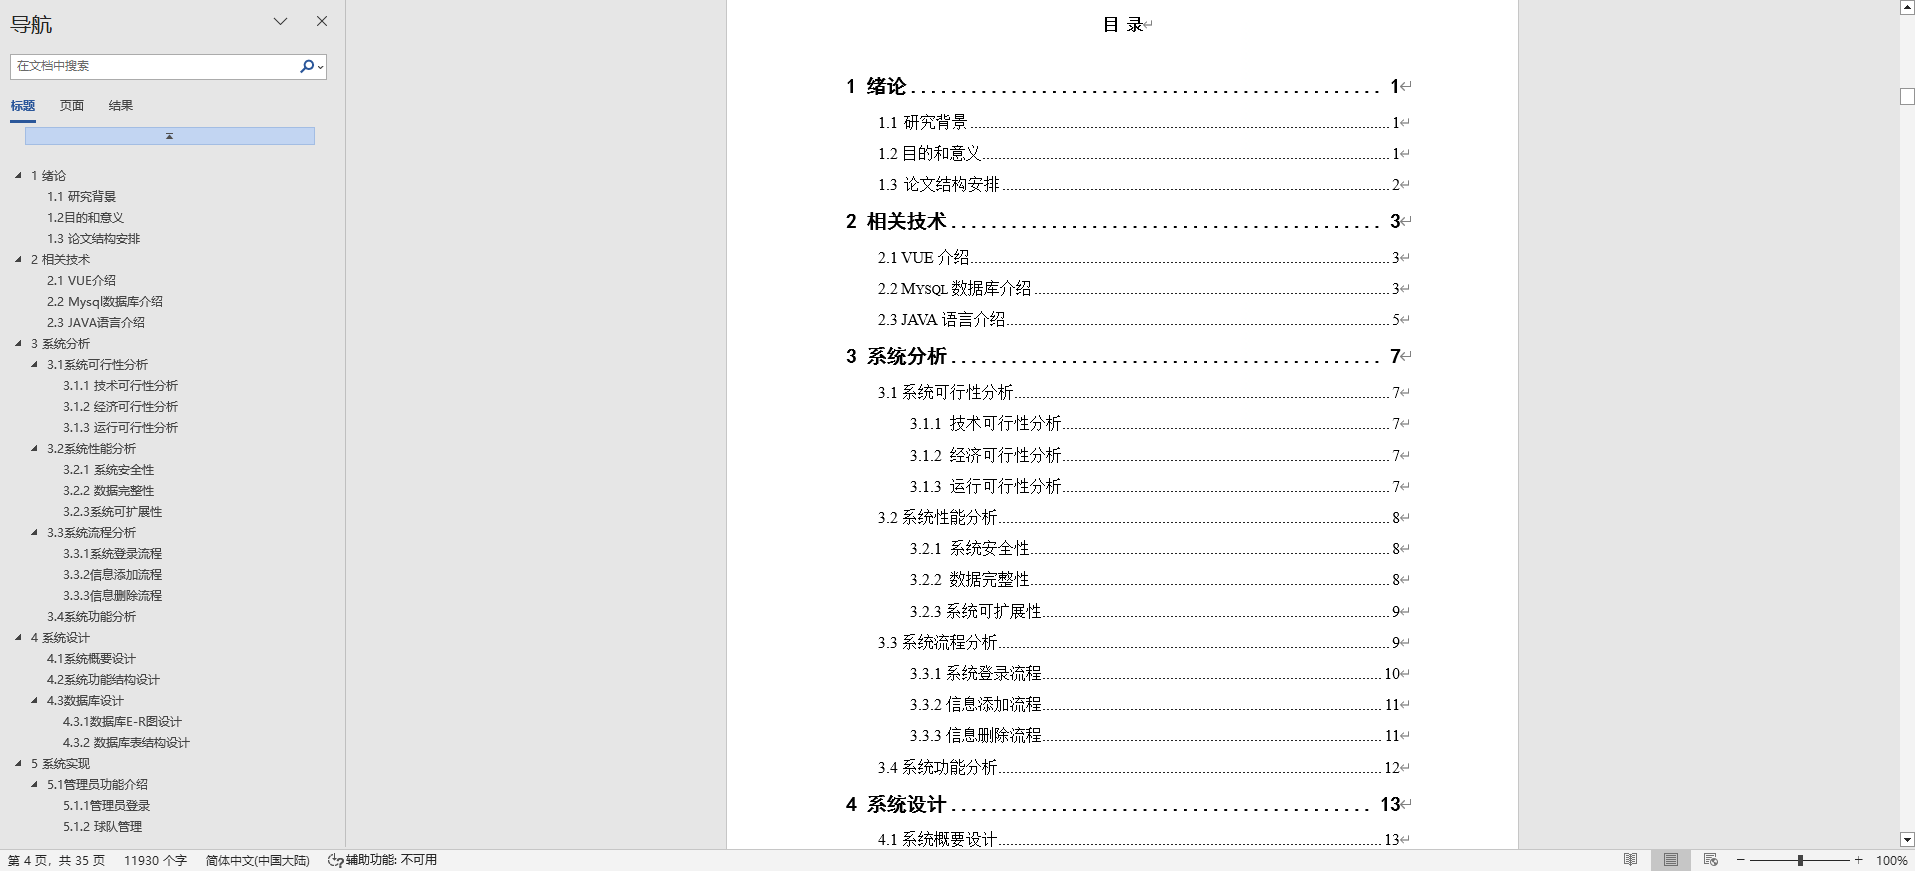 导航
在文档中搜索
标题 页面 结果
1 绪论
1.1 研究背景
1.2目的和意义
1.3 论文结构安排
2 相关技术
2.1 VUE介绍
2.2 Mysql数据库介绍
2.3 JAVA语言介绍
3 系统分析
3.1系统可行性分析
3.1.1 技术可行性分析
3.1.2 经济可行性分析
3.1.3 运行可行性分析
3.2系统性能分析
3.2.1 系统安全性
3.2.2 数据完整性
3.2.3系统可扩展性
3.3系统流程分析
3.3.1系统登录流程
3.3.2信息添加流程
3.3.3信息删除流程
3.4系统功能分析
4 系统设计
4.1系统概要设计
4.2系统功能结构设计
4.3数据库设计
4.3.1数据库E-R图设计
4.3.2 数据库表结构设计
5 系统实现
5.1管理员功能介绍
5.1.1管理员登录
5.1.2 球队管理
目 录
1 绪论 1
1.1 研究背景 1
1.2 目的和意义 1
1.3 论文结构安排 2
2 相关技术 3
2.1 VUE 介绍 3
2.2 MYSQL 数据库介绍 3
2.3 JAVA 语言介绍 5
3 系统分析 7
3.1 系统可行性分析 7
3.1.1 技术可行性分析 7
3.1.2 经济可行性分析 7
3.1.3 运行可行性分析 7
3.2 系统性能分析 8
3.2.1 系统安全性 8
3.2.2 数据完整性 8
3.2.3 系统可扩展性 9
3.3 系统流程分析 9
3.3.1 系统登录流程 10
3.3.2 信息添加流程 11
3.3.3 信息删除流程 11
3.4 系统功能分析 12
4 系统设计 13
4.1 系统概要设计 13
第 4 页，共 35 页 11930 个字 简体中文(中国大陆) 辅助功能: 不可用 100%